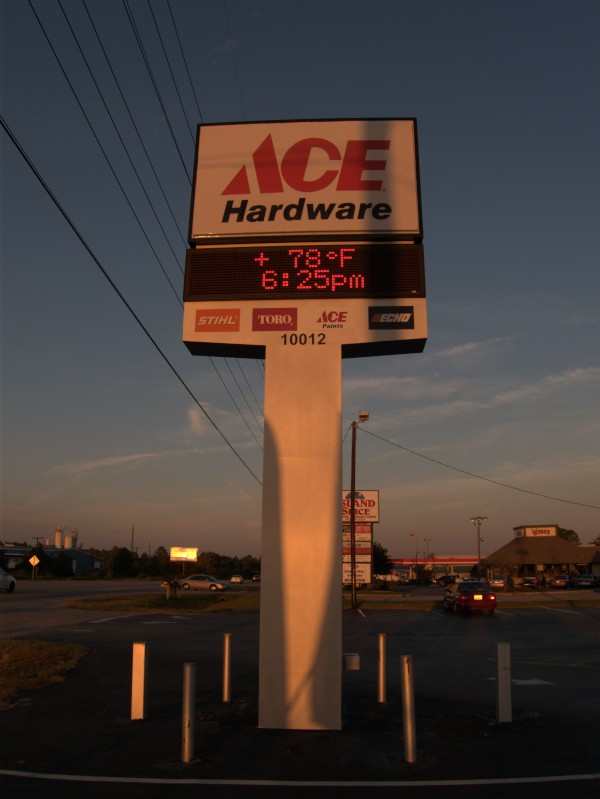 ACE
Hardware
+ 78°F
6:25pm
STIHL
TORO
ACE
Paints
ECHO
10012